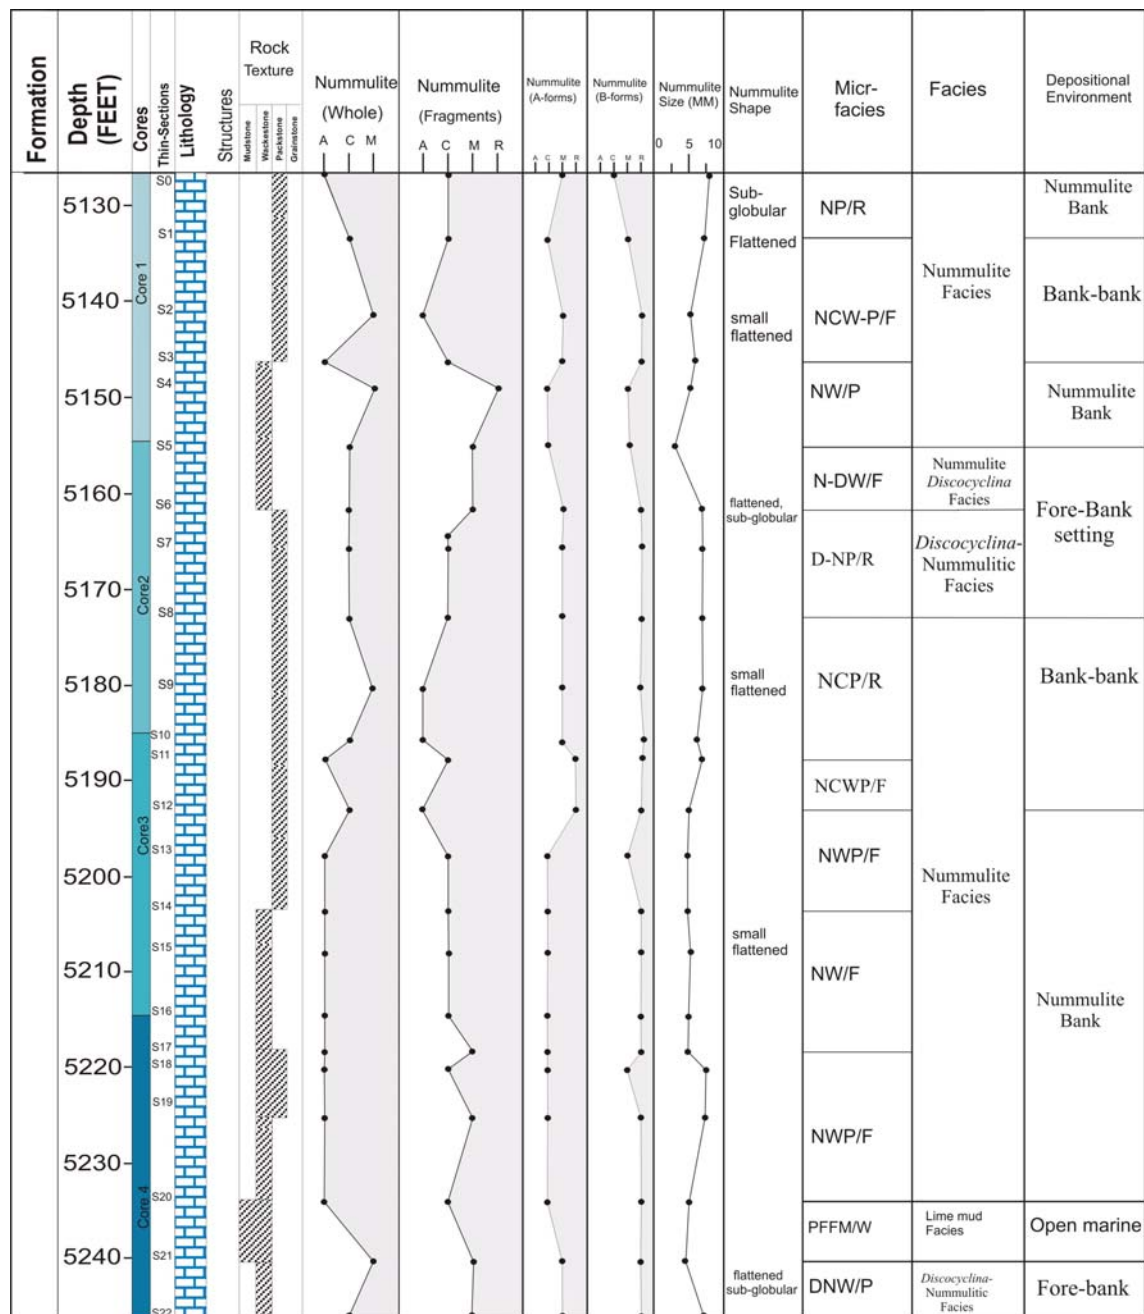 Formation
Depth
(FEET)
Cores
Thin-Sections
Lithology
Structures
Rock
Texture
Mudstone
Wackestone
Packstone
Grainstone
Nummulite
(Whole)
A C M
Nummulite
(Fragments)
A C M R
Nummulite
(A-forms)
A C M R
Nummulite
(B-forms)
A C M R
Nummulite
Size (MM)
0 5 10
Nummulite
Shape
Micr-
facies
Facies
Depositional
Environment
5130
5140
5150
5160
5170
5180
5190
5200
5210
5220
5230
5240
Core 1
Core2
Core3
Core 4
S0
S1
S2
S3
S4
S5
S6
S7
S8
S9
S10
S11
S12
S13
S14
S15
S16
S17
S18
S19
S20
S21
S22
Sub-
globular
Flattened
small
flattened
flattened,
sub-globular
small
flattened
small
flattened
flattened
sub-globular
NP/R
NCW-P/F
NW/P
N-DW/F
D-NP/R
NCP/R
NCWP/F
NWP/F
NW/F
NWP/F
PFFM/W
DNW/P
Nummulite
Facies
Nummulite
Discocyclina
Facies
Discocyclina-
Nummulitic
Facies
Nummulite
Facies
Lime mud
Facies
Discocyclina-
Nummulitic
Facies
Nummulite
Bank
Bank-bank
Nummulite
Bank
Fore-Bank
setting
Bank-bank
Nummulite
Bank
Open marine
Fore-bank